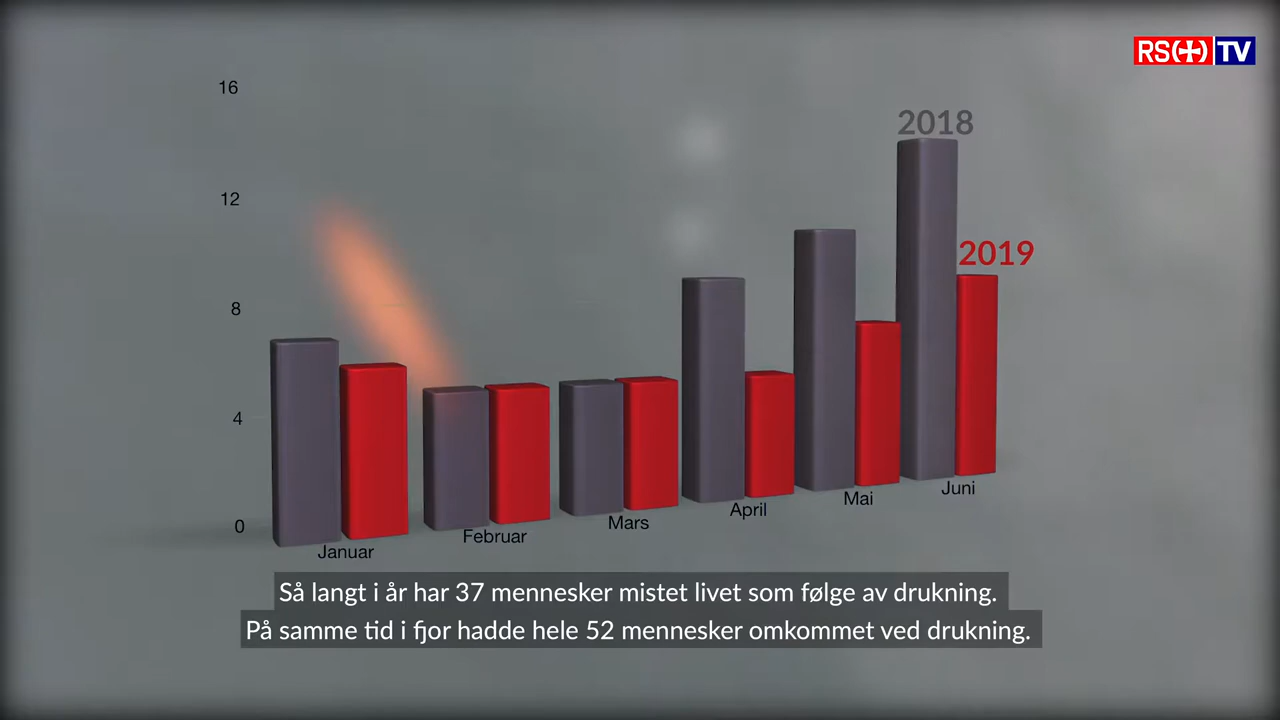 RS(+) TV
16
2018
12
2019
8
4
0
Januar
Februar
Mars
April
Mai
Juni
Så langt i år har 37 mennesker mistet livet som følge av drukning.
På samme tid i fjor hadde hele 52 mennesker omkommet ved drukning.